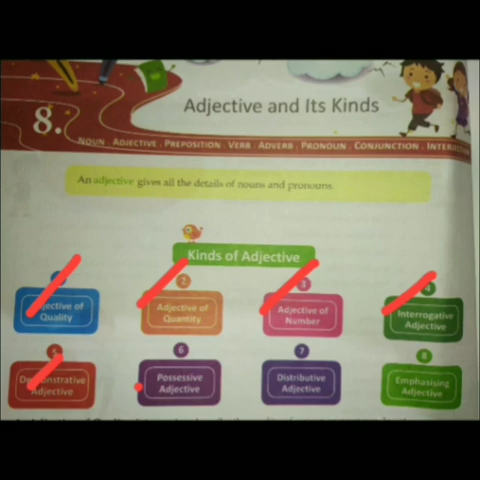 Adjective and Its Kinds
8.
NOUN . ADJECTIVE . PREPOSITION . VERB . ADVERB . PRONOUN . CONJUNCTION .
An adjective gives all the details of nouns and pronouns.
Kinds of Adjective
2
3
4
of
Quality
Adjective of
Quantity
Adjective of
Number
Interrogative
Adjective
5
6
7
8
Adjective
Possessive
Adjective
Distributive
Adjective
Emphasising
Adjective